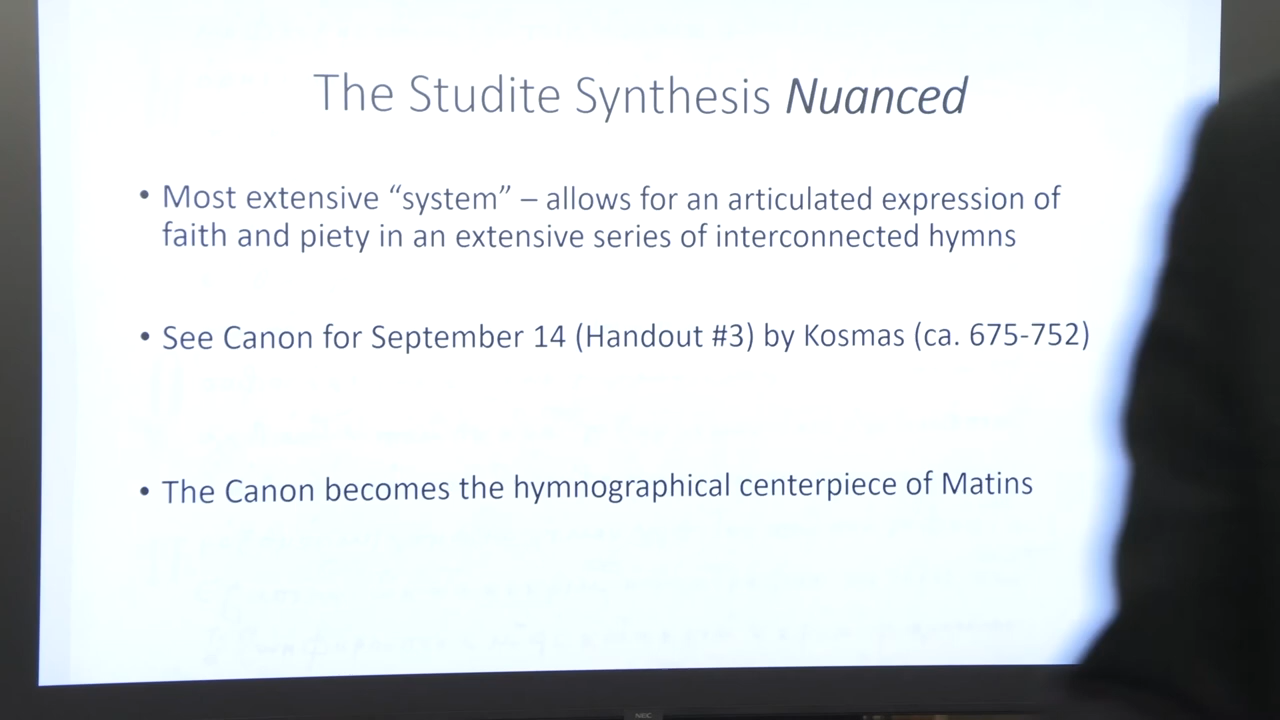 The Studite Synthesis Nuanced
• Most extensive “system” – allows for an articulated expression of
faith and piety in an extensive series of interconnected hymns
• See Canon for September 14 (Handout #3) by Kosmas (ca. 675-752)
• The Canon becomes the hymnographical centerpiece of Matins
NEC